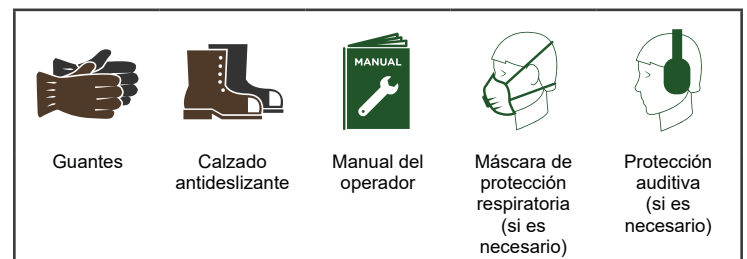 MANUAL
Guantes
Calzado
antideslizante
Manual del
operador
Máscara de
protección
respiratoria
(si es
necesario)
Protección
auditiva
(si es
necesario)